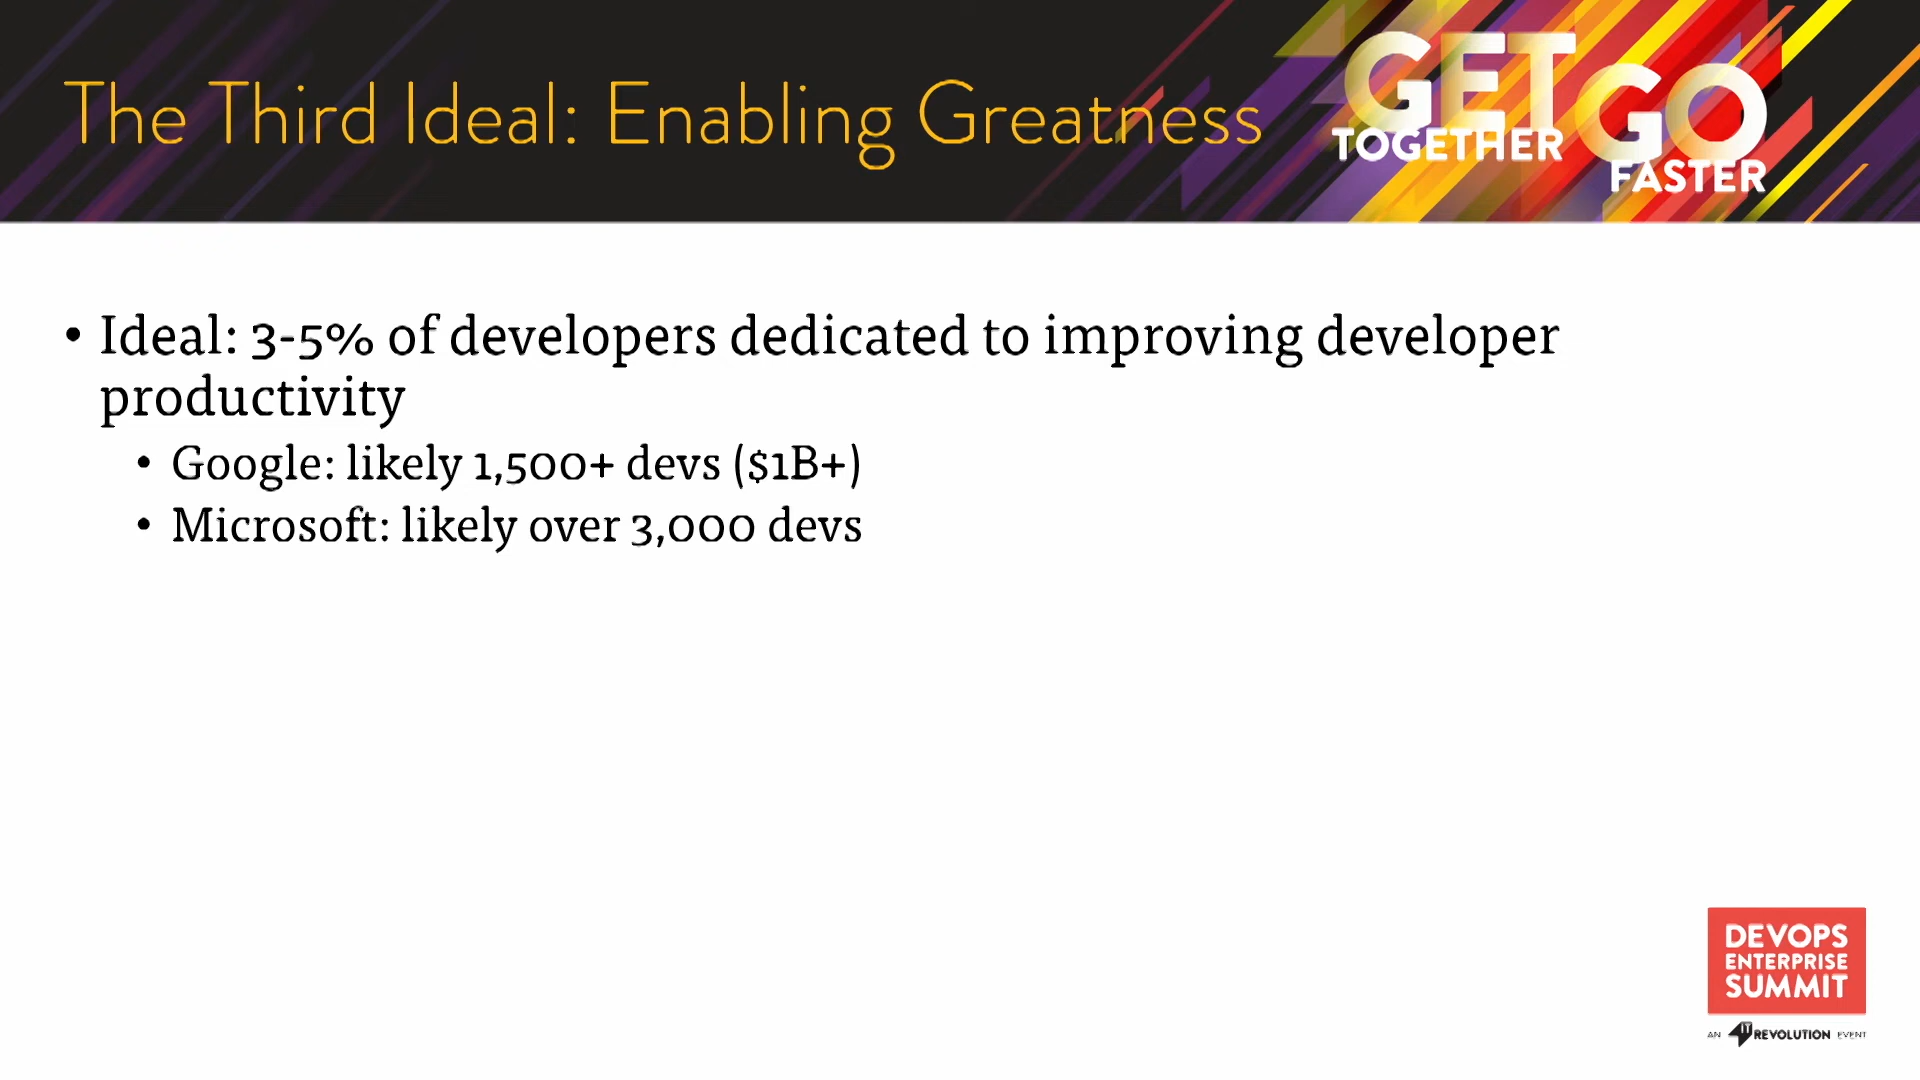 The Third Ideal: Enabling Greatness
GET
TOGETHER
GO
FASTER
• Ideal: 3-5% of developers dedicated to improving developer
productivity
• Google: likely 1,500+ devs ($1B+)
• Microsoft: likely over 3,000 devs
DEVOPS
ENTERPRISE
SUMMIT
AN IT REVOLUTION EVENT